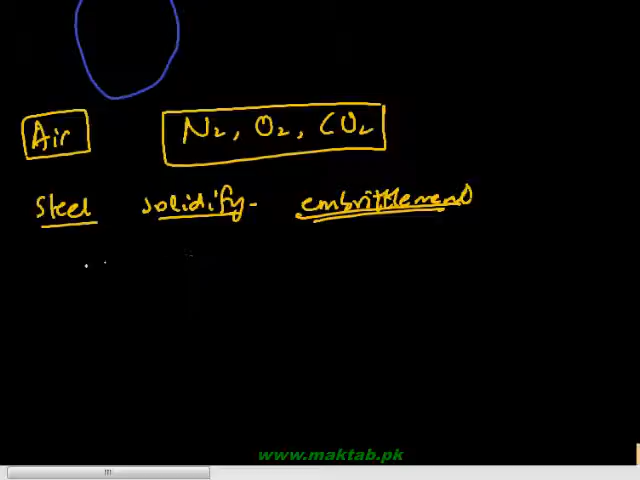 Air N₂, O₂, CO₂
Steel solidify- embrittlement
www.maktab.pk
m